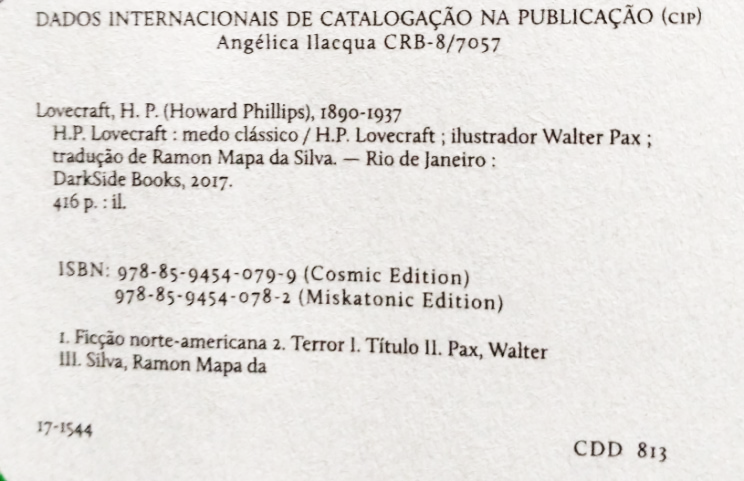 DADOS INTERNACIONAIS DE CATALOGAÇÃO NA PUBLICAÇÃO (CIP)
Angélica Ilacqua CRB-8/7057
Lovecraft, H. P. (Howard Phillips), 1890-1937
H.P. Lovecraft : medo clássico / H.P. Lovecraft ; ilustrador Walter Pax ;
tradução de Ramon Mapa da Silva. — Rio de Janeiro :
DarkSide Books, 2017.
416 p. : il.
ISBN: 978-85-9454-079-9 (Cosmic Edition)
978-85-9454-078-2 (Miskatonic Edition)
1. Ficção norte-americana 2. Terror I. Título II. Pax, Walter
III. Silva, Ramon Mapa da
17-1544
CDD 813